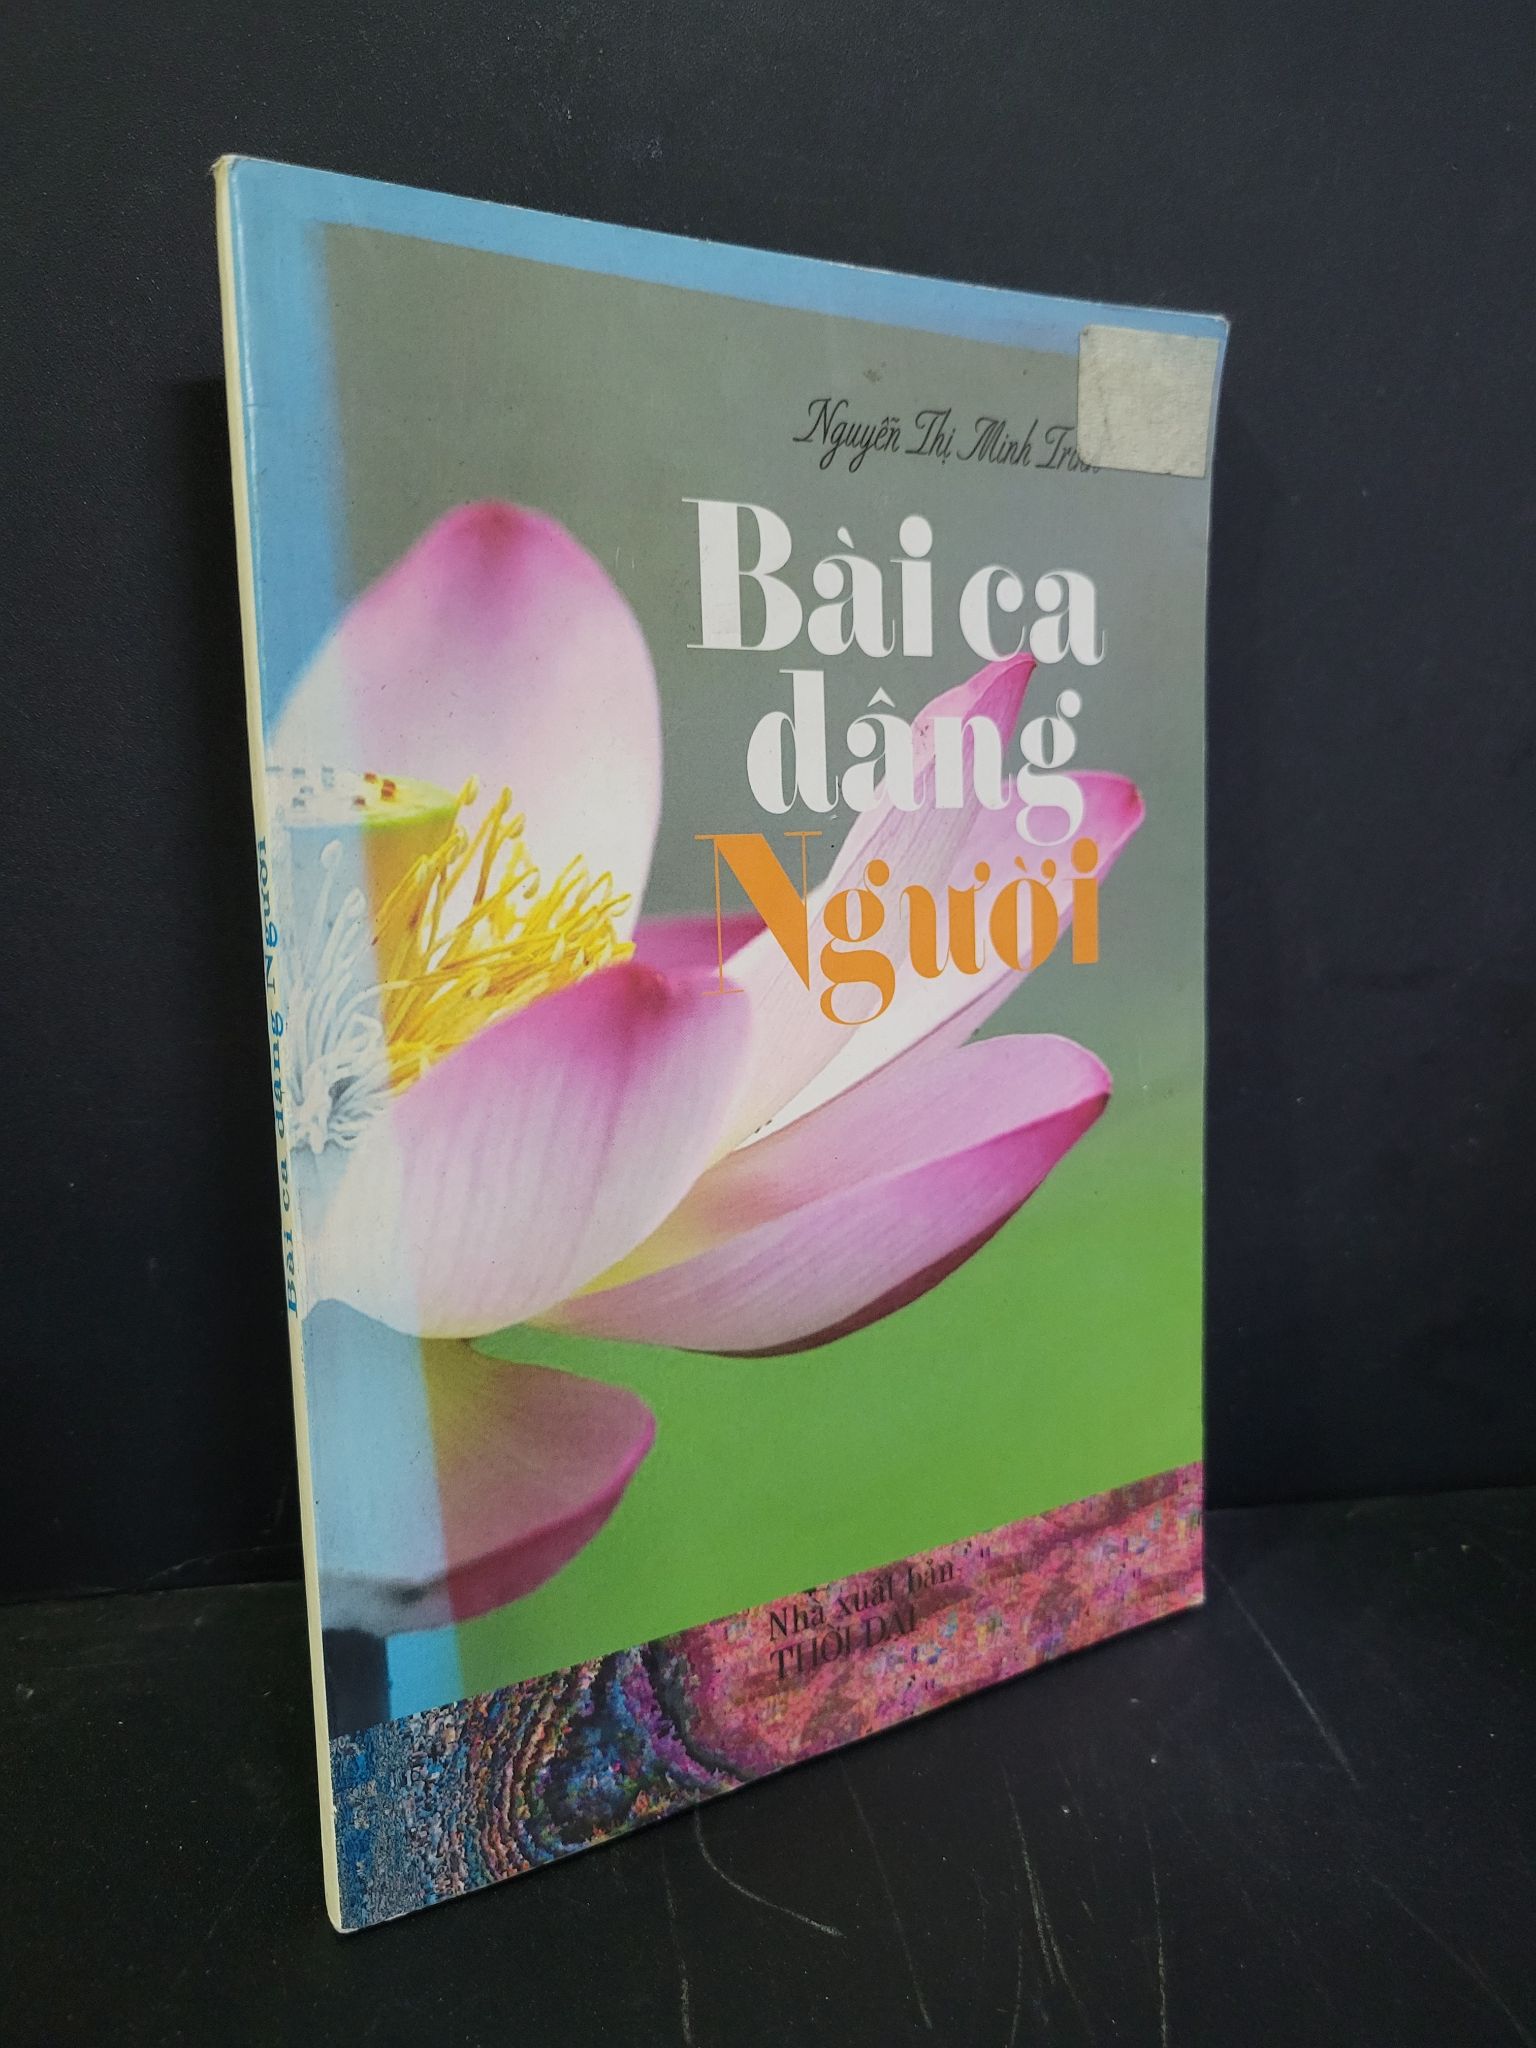 Nguyễn Thị Minh
Bài ca
dâng
Người
Nhà xuất bản
THỜI ĐẠI
Bài ca dâng Người